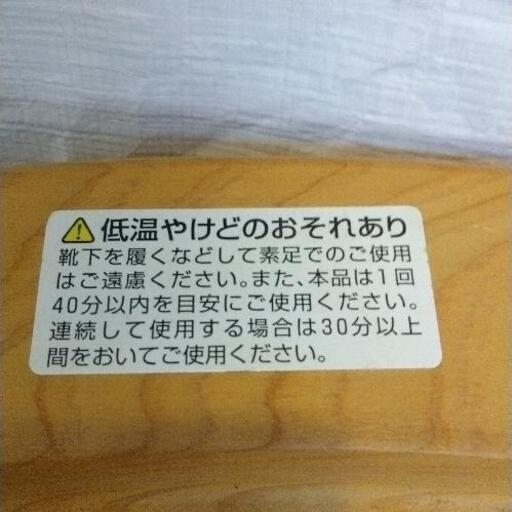 ⚠低温やけどのおそれあり
靴下を履くなどして素足でのご使用
はご遠慮ください。また、本品は1回
40分以内を目安にご使用ください。
連続して使用する場合は30分以上
間をおいてご使用ください。